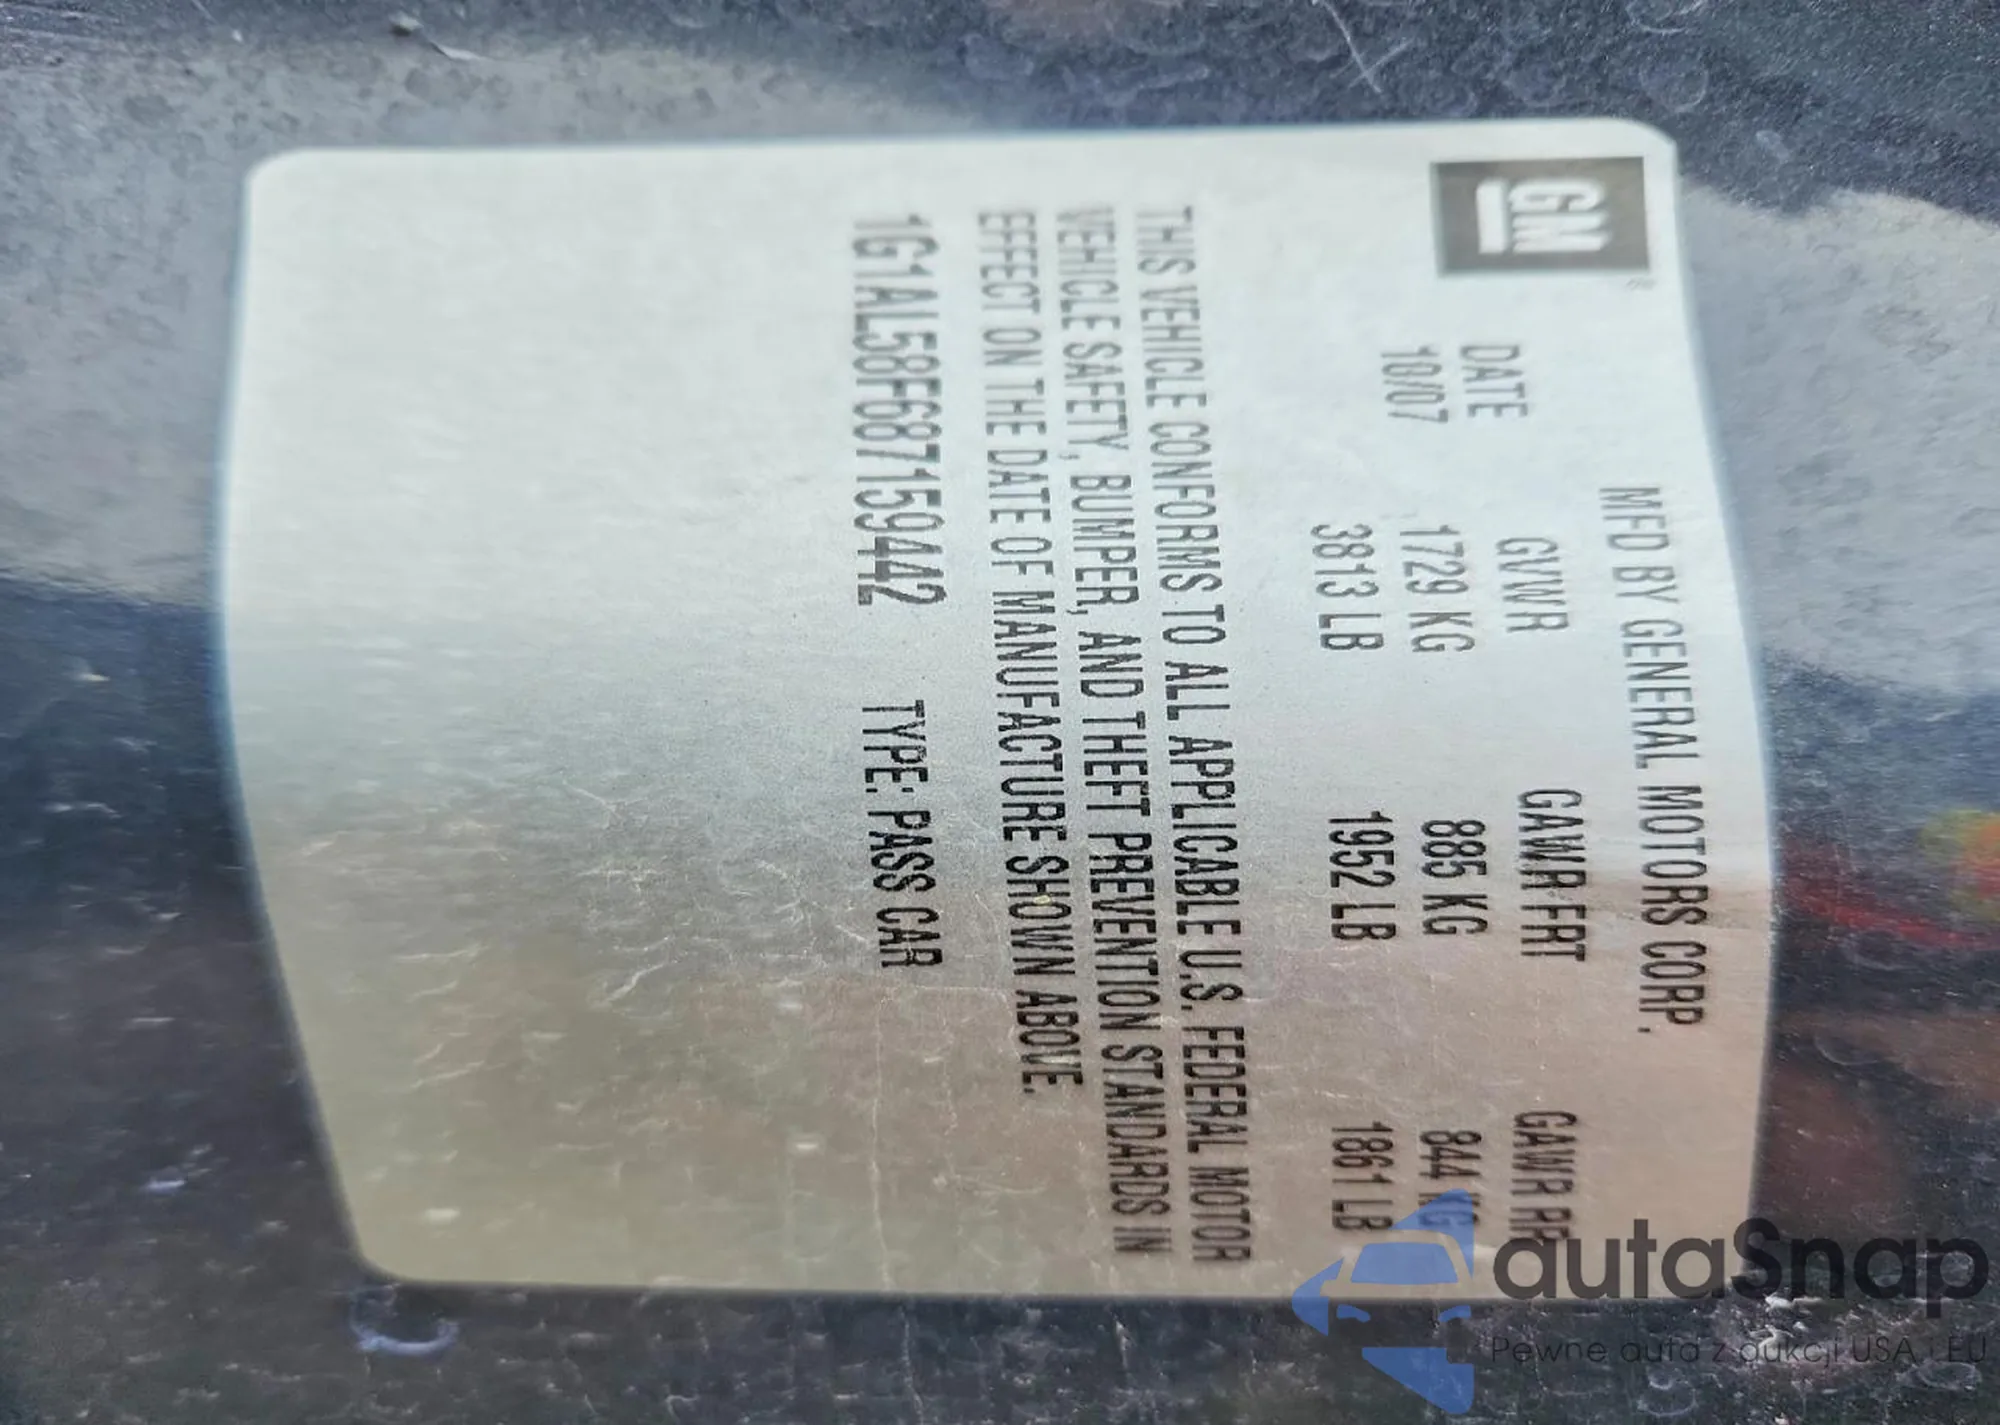 GM
MFD BY GENERAL MOTORS CORP.
DATE GVWR GAWR FRT GAWR RR
10/07 1729 KG 885 KG 844 KG
3813 LB 1952 LB 1861 LB
THIS VEHICLE CONFORMS TO ALL APPLICABLE U.S. FEDERAL MOTOR
VEHICLE SAFETY, BUMPER, AND THEFT PREVENTION STANDARDS IN
EFFECT ON THE DATE OF MANUFACTURE SHOWN ABOVE.
1G1AL58F687159442 TYPE: PASS CAR
autaSnap
Pewne auta z aukcji USA i EU